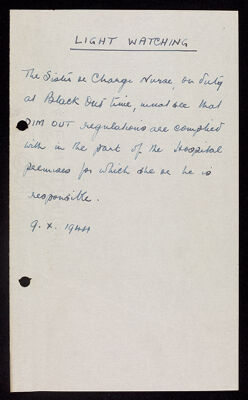 LIGHT WATCHING
The Sister or Charge Nurse, on duty
at Black Out time, must see that
DIM OUT regulations are complied
with in the part of the Hospital
premises for which she or he is
responsible.
9. X. 1944